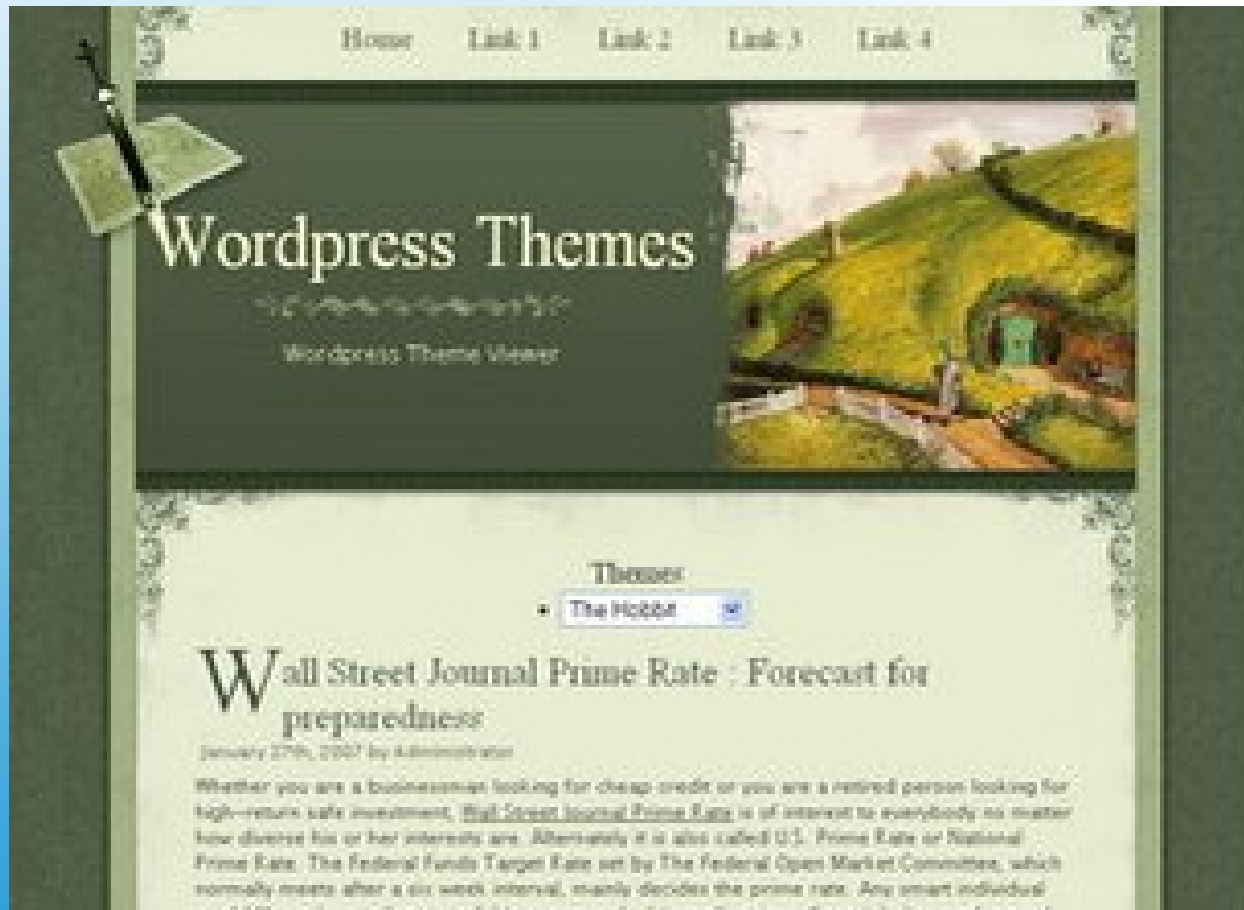 Home Link 1 Link 2 Link 3 Link 4
Wordpress Themes
Wordpress Theme Viewer
Themes
The Hobbit
Wall Street Journal Prime Rate : Forecast for
preparedness
January 27th, 2007 by Administrator
Whether you are a businessman looking for cheap credit or you are a retired person looking for
high-return safe investment, Wall Street Journal Prime Rate is of interest to everybody no matter
how diverse his or her interests are. Alternately it is also called U.S. Prime Rate or National
Prime Rate. The Federal Funds Target Rate set by The Federal Open Market Committee, which
normally meets after a six week interval, mainly decides the prime rate. Any smart individual